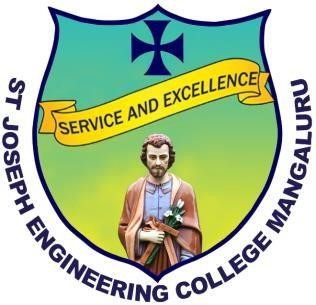 SERVICE AND EXCELLENCE
ST JOSEPH ENGINEERING COLLEGE MANGALURU